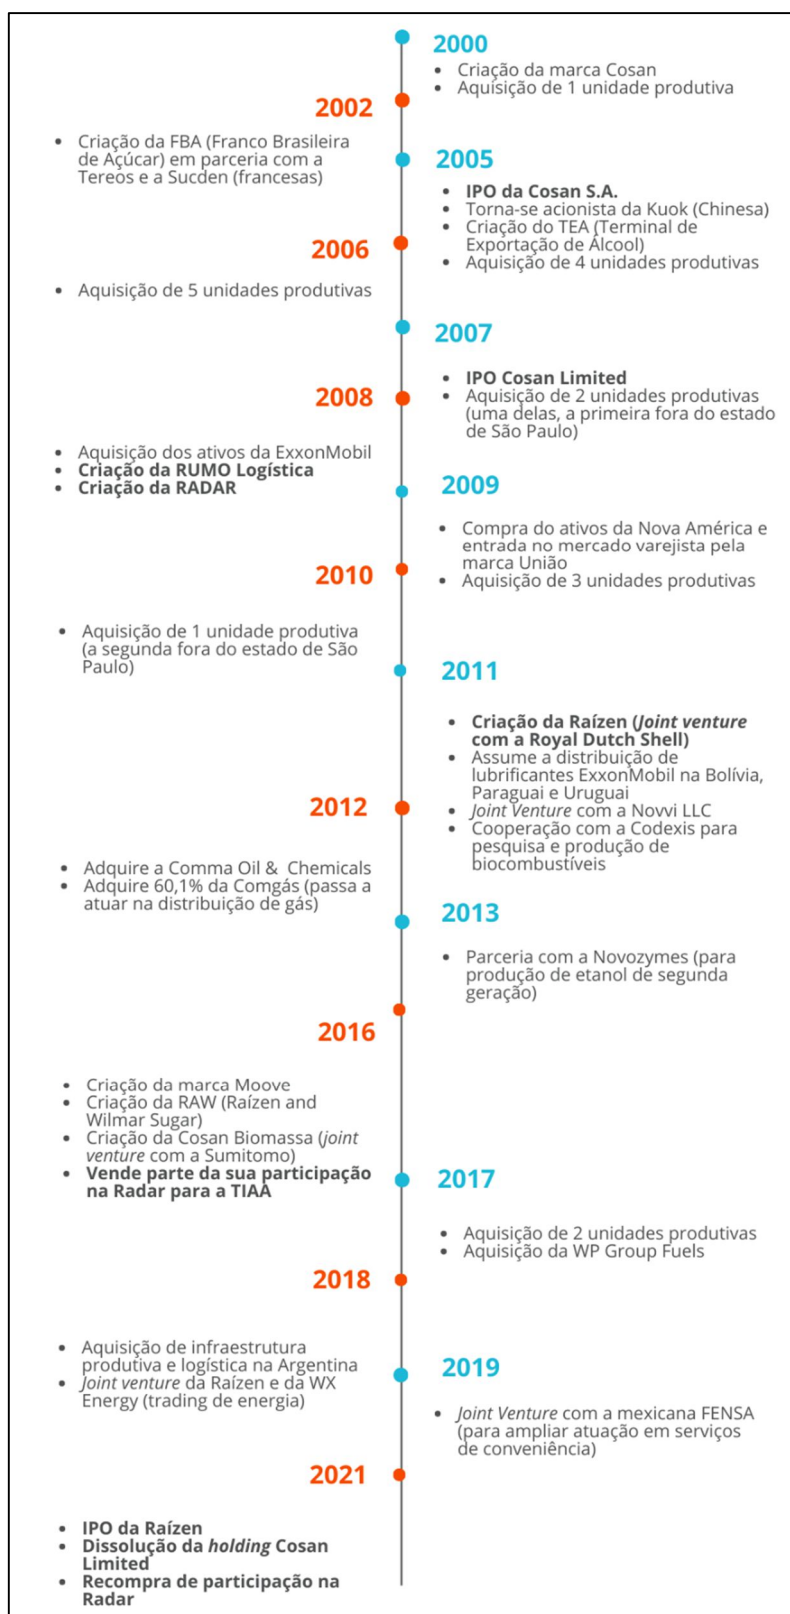 2000
• Criação da marca Cosan
• Aquisição de 1 unidade produtiva
2002
• Criação da FBA (Franco Brasileira
de Açúcar) em parceria com a
Tereos e a Sucden (francesas)
2005
• IPO da Cosan S.A.
• Torna-se acionista da Kuok (Chinesa)
• Criação do TEA (Terminal de
Exportação de Álcool)
• Aquisição de 4 unidades produtivas
2006
• Aquisição de 5 unidades produtivas
2007
• IPO Cosan Limited
• Aquisição de 2 unidades produtivas
(uma delas, a primeira fora do estado
de São Paulo)
2008
• Aquisição dos ativos da ExxonMobil
• Criação da RUMO Logística
• Criação da RADAR
2009
• Compra do ativos da Nova América e
entrada no mercado varejista pela
marca União
• Aquisição de 3 unidades produtivas
2010
• Aquisição de 1 unidade produtiva
(a segunda fora do estado de São
Paulo)
2011
• Criação da Raízen (Joint venture
com a Royal Dutch Shell)
• Assume a distribuição de
lubrificantes ExxonMobil na Bolívia,
Paraguai e Uruguai
• Joint Venture com a Novvi LLC
• Cooperação com a Codexis para
pesquisa e produção de
biocombustíveis
2012
• Adquire a Comma Oil & Chemicals
• Adquire 60,1% da Comgás (passa a
atuar na distribuição de gás)
2013
• Parceria com a Novozymes (para
produção de etanol de segunda
geração)
2016
• Criação da marca Moove
• Criação da RAW (Raízen and
Wilmar Sugar)
• Criação da Cosan Biomassa (joint
venture com a Sumitomo)
• Vende parte da sua participação
na Radar para a TIAA
2017
• Aquisição de 2 unidades produtivas
• Aquisição da WP Group Fuels
2018
• Aquisição de infraestrutura
produtiva e logística na Argentina
• Joint venture da Raízen e da WX
Energy (trading de energia)
2019
• Joint Venture com a mexicana FENSA
(para ampliar atuação em serviços
de conveniência)
2021
• IPO da Raízen
• Dissolução da holding Cosan
Limited
• Recompra de participação na
Radar